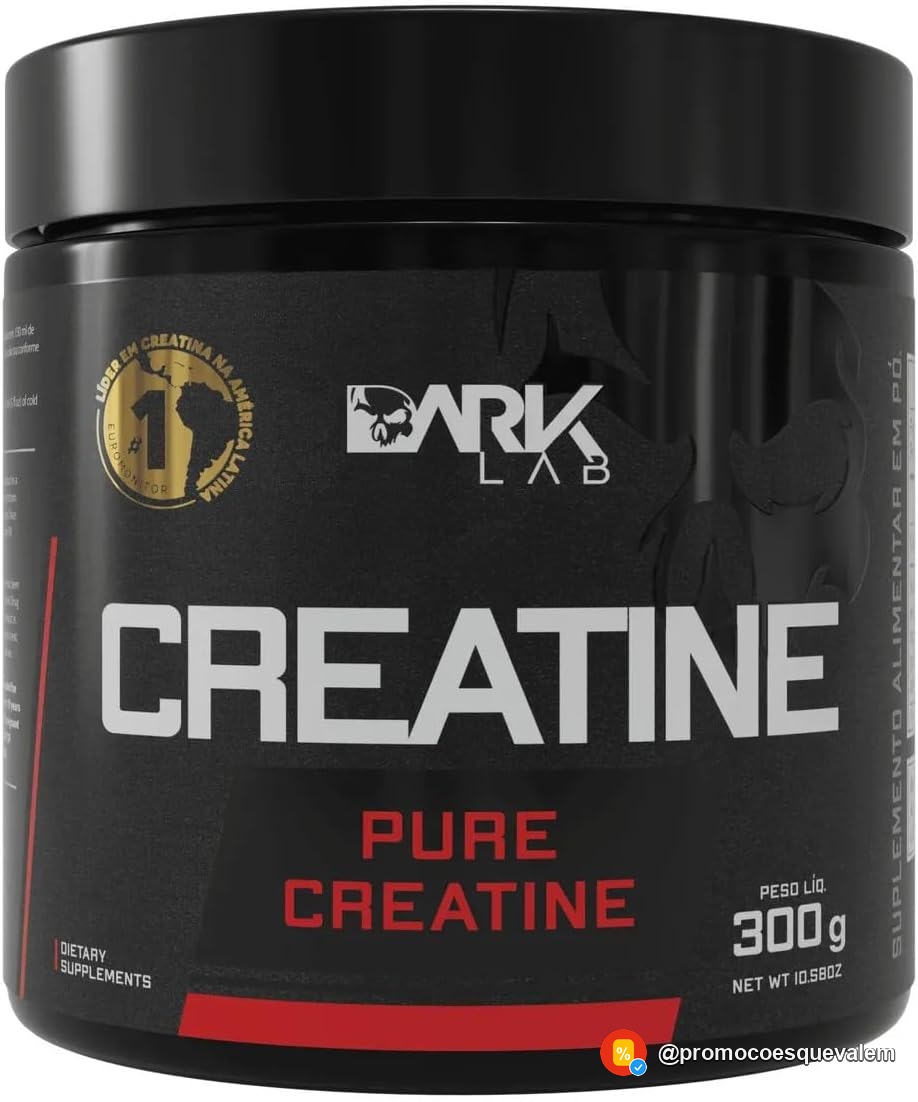 LÍDER EM CREATINA NA AMÉRICA LATINA
#1
EUROMONITOR
DARK
LAB
CREATINE
PURE
CREATINE
PESO LÍQ.
300 g
NET WT 10.58OZ
DIETARY
SUPPLEMENTS
SUPLEMENTO ALIMENTAR EM PÓ.
%
@promocoesquevalem